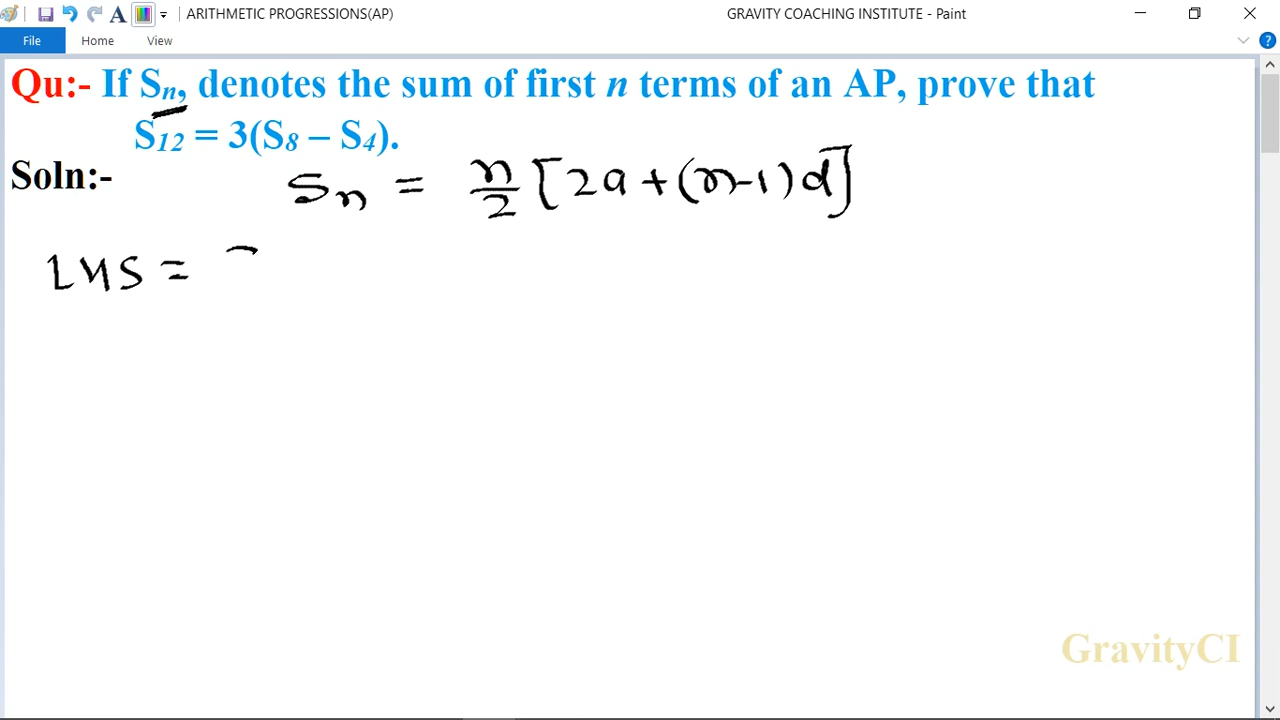 ARITHMETIC PROGRESSIONS(AP) GRAVITY COACHING INSTITUTE - Paint
File Home View
Qu:- If Sₙ, denotes the sum of first n terms of an AP, prove that
S₁₂ = 3(S₈ – S₄).
Soln:- Sₙ = n/2 [2a + (n-1)d]
LHS =
GravityCI